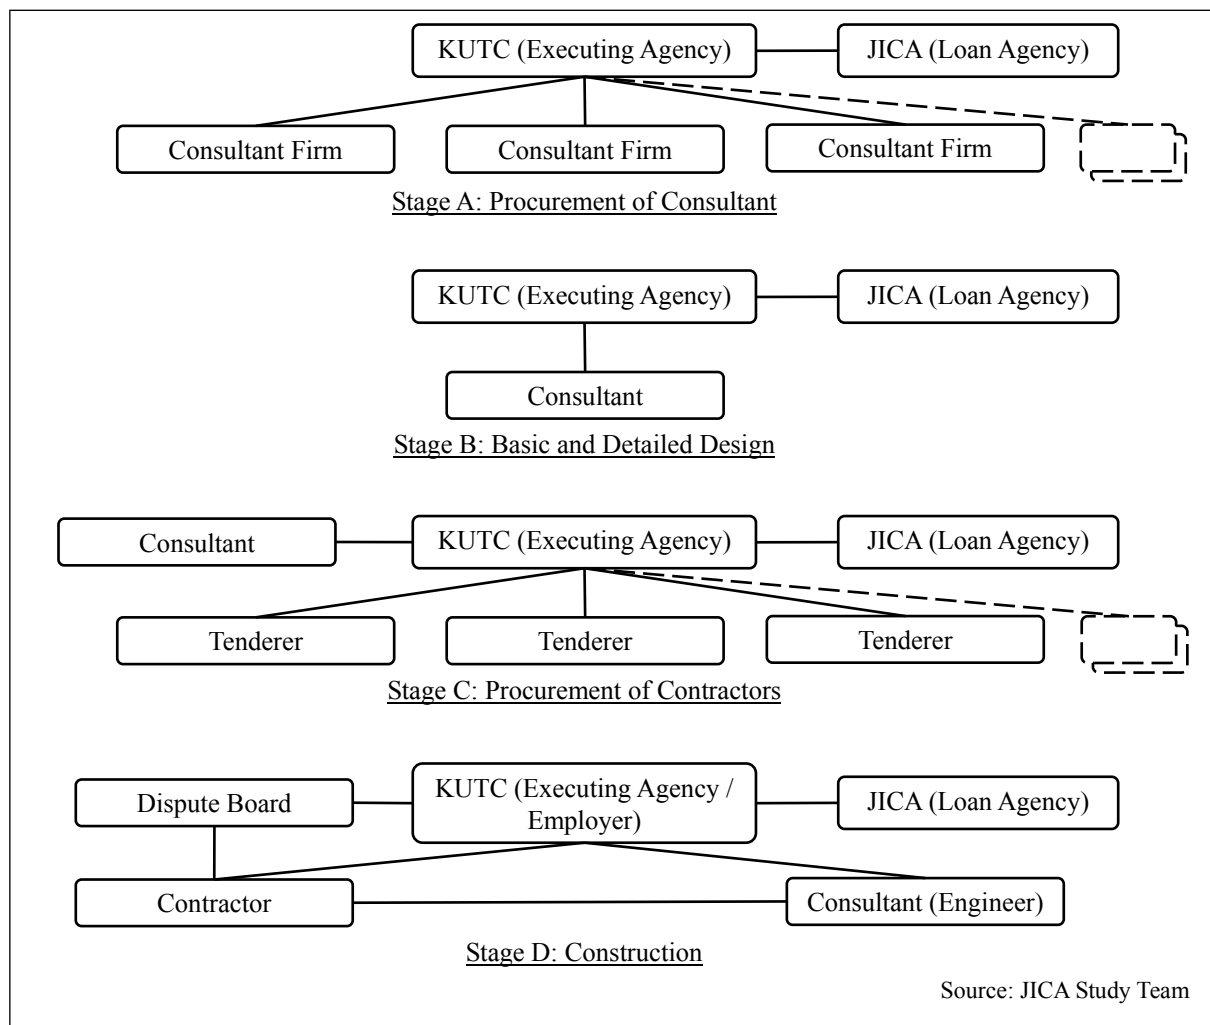 KUTC (Executing Agency)
JICA (Loan Agency)
Consultant Firm
Consultant Firm
Consultant Firm
Stage A: Procurement of Consultant
KUTC (Executing Agency)
JICA (Loan Agency)
Consultant
Stage B: Basic and Detailed Design
Consultant
KUTC (Executing Agency)
JICA (Loan Agency)
Tenderer
Tenderer
Tenderer
Stage C: Procurement of Contractors
Dispute Board
KUTC (Executing Agency /
Employer)
JICA (Loan Agency)
Contractor
Consultant (Engineer)
Stage D: Construction
Source: JICA Study Team